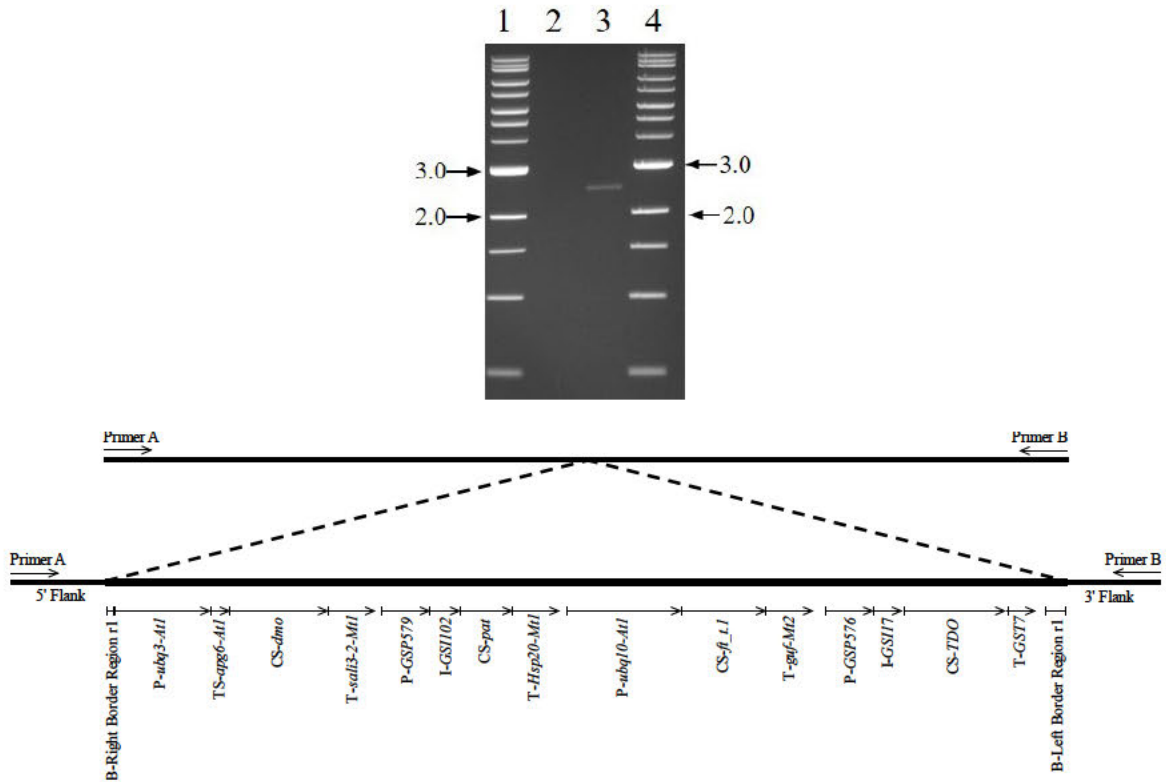 1 2 3 4
3.0 3.0
2.0 2.0
Primer A Primer B
Primer A Primer B
5' Flank 3' Flank
B-Right Border Region r1
P-ubq3-At1
TS-apg6-At1
CS-dmo
T-sali3-2-Mt1
P-GSP579
I-GSI102
CS-pat
T-Hsp20-Mt1
P-ubq10-At1
CS-ft_t.1
T-guf-Mt2
P-GSP576
I-GSI17
CS-TDO
T-GST7
B-Left Border Region r1